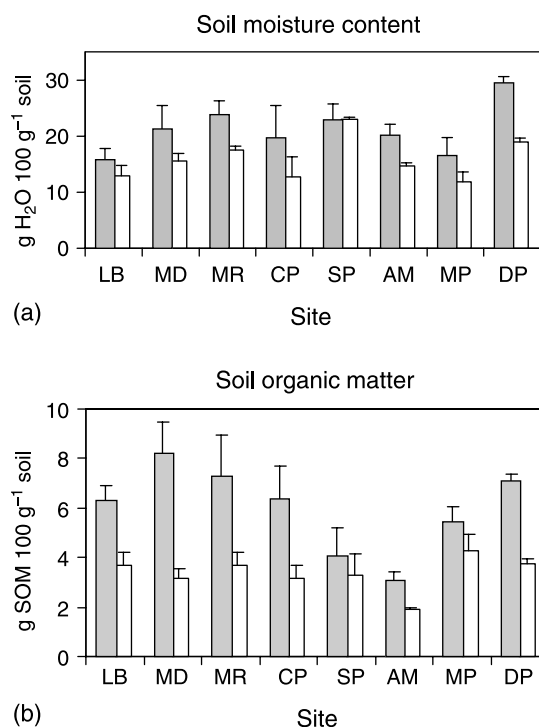 Soil moisture content
g H₂O 100 g⁻¹ soil
30
20
10
0
LB MD MR CP SP AM MP DP
(a)
Site
Soil organic matter
g SOM 100 g⁻¹ soil
10
8
6
4
2
0
LB MD MR CP SP AM MP DP
(b)
Site